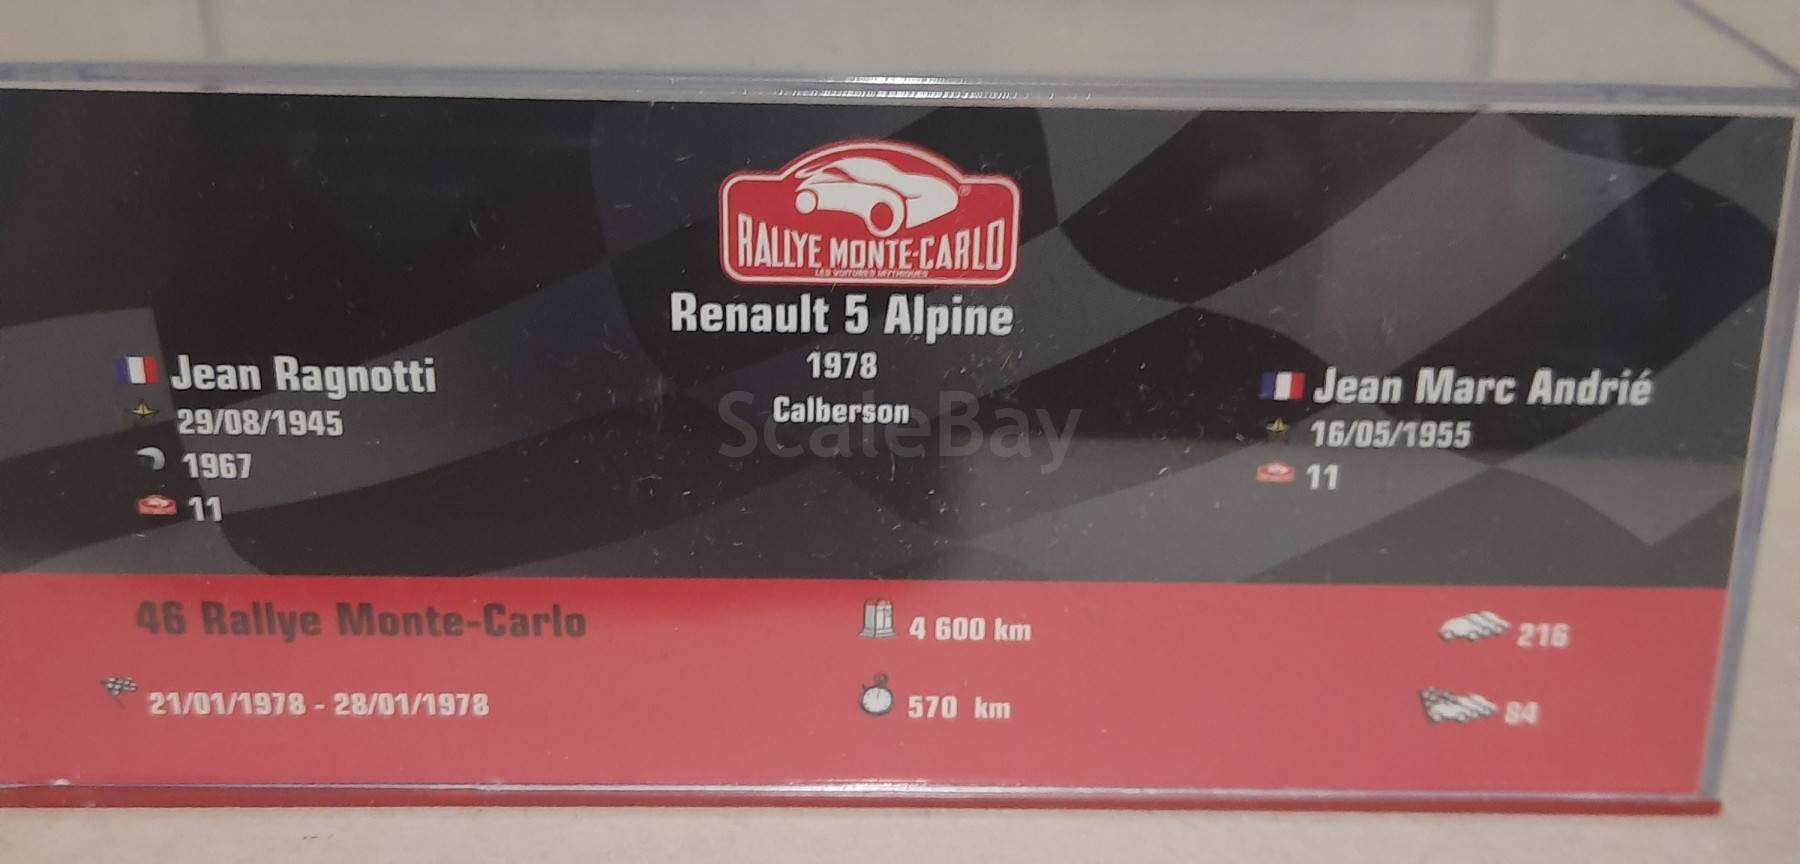 RALLYE MONTE-CARLO
LES VOITURES MYTHIQUES
Renault 5 Alpine
1978
Calberson
Jean Ragnotti
29/08/1945
1967
11
Jean Marc Andrié
16/05/1955
11
ScaleBay
46 Rallye Monte-Carlo
21/01/1978 - 28/01/1978
4 600 km
570 km
216
84